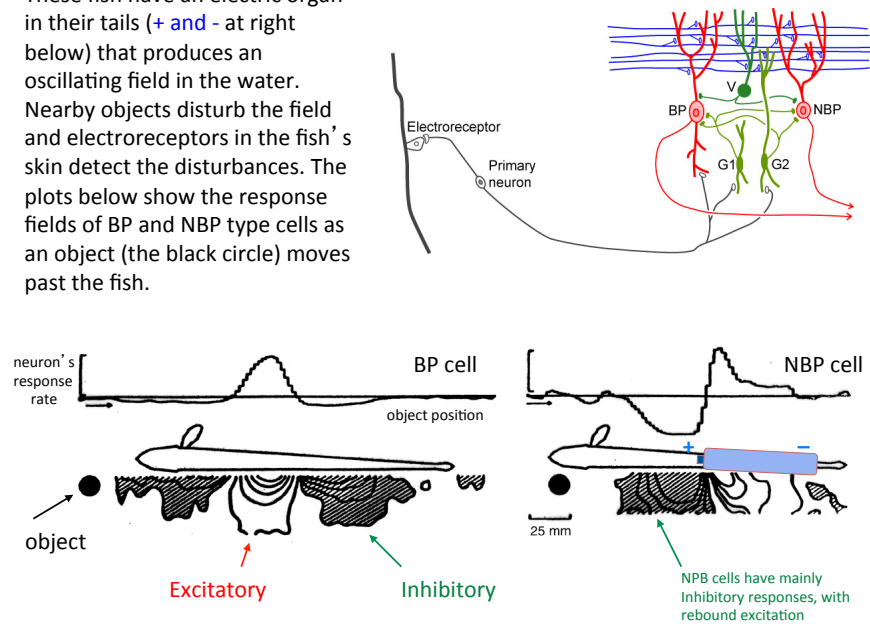 These fish have an electric organ
in their tails (+ and - at right
below) that produces an
oscillating field in the water.
Nearby objects disturb the field
and electroreceptors in the fish's
skin detect the disturbances. The
plots below show the response
fields of BP and NBP type cells as
an object (the black circle) moves
past the fish.
Electroreceptor
Primary
neuron
V
BP
NBP
G1
G2
neuron's
response
rate
BP cell
object position
NBP cell
+
−
object
25 mm
Excitatory
Inhibitory
NPB cells have mainly
Inhibitory responses, with
rebound excitation